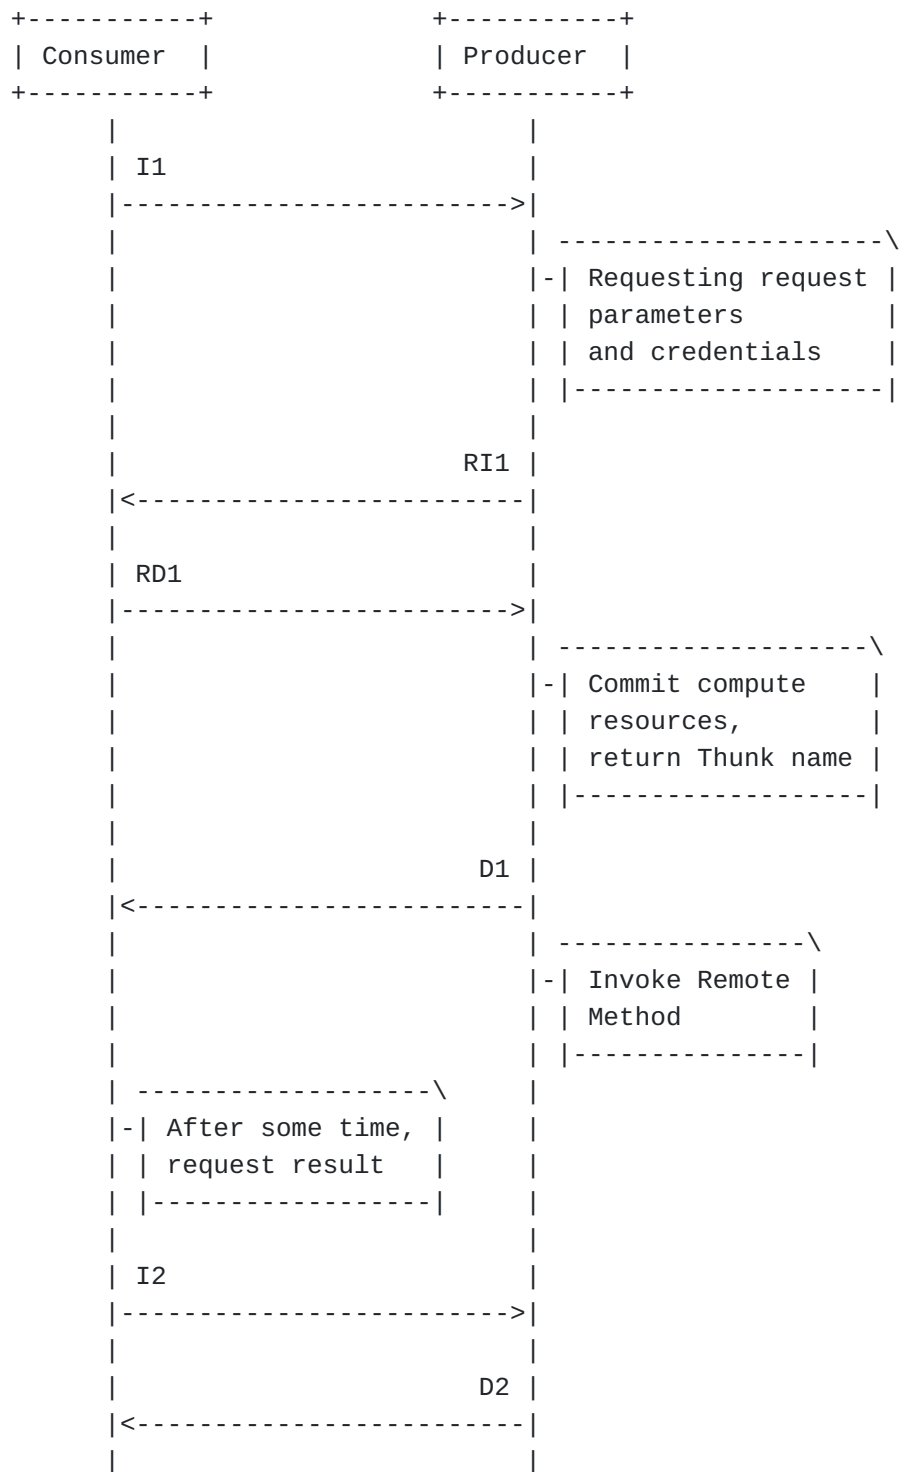 Consumer Producer
I1
Requesting request
parameters
and credentials
RI1
RD1
Commit compute
resources,
return Thunk name
D1
Invoke Remote
Method
After some time,
request result
I2
D2